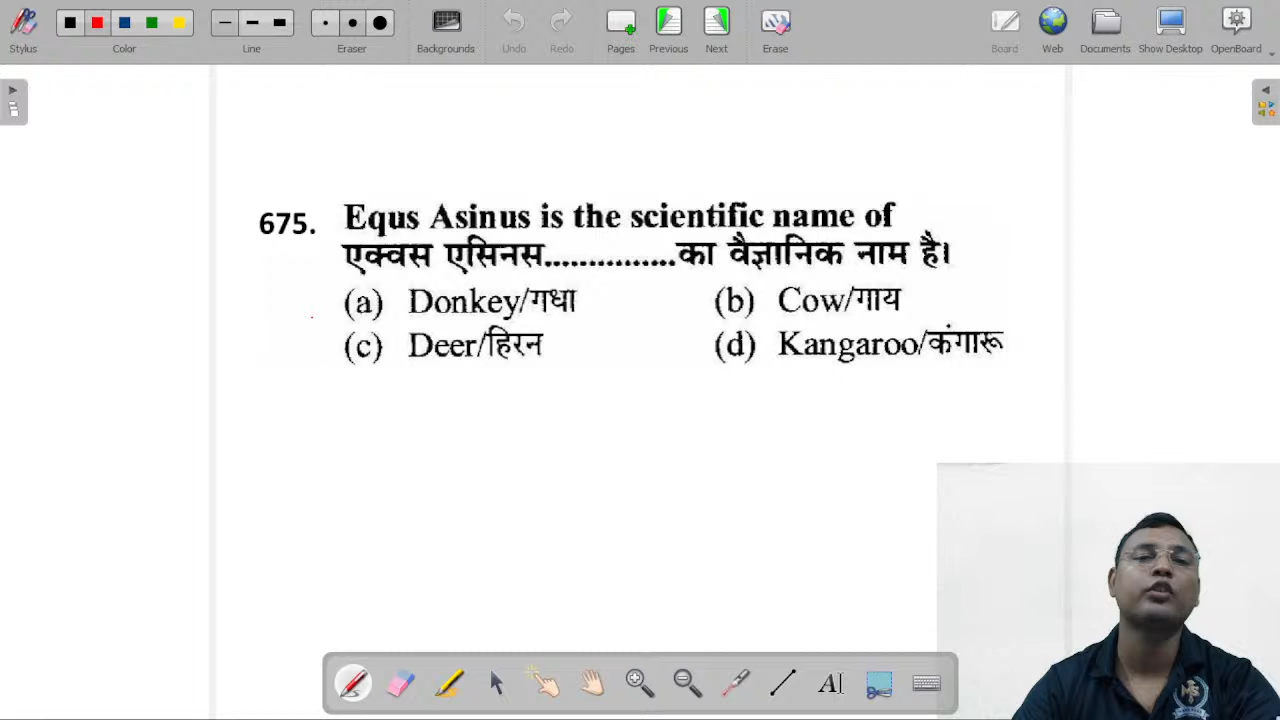 Stylus Color Line Eraser Backgrounds Undo Redo Pages Previous Next Erase Board Web Documents Show Desktop OpenBoard
675. Equs Asinus is the scientific name of
एक्वस एसिनस...............का वैज्ञानिक नाम है।
(a) Donkey/गधा (b) Cow/गाय
(c) Deer/हिरन (d) Kangaroo/कंगारू